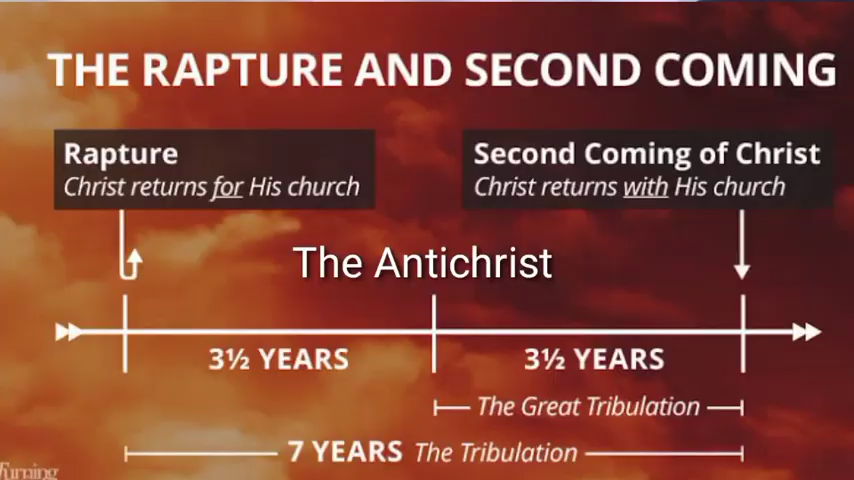 THE RAPTURE AND SECOND COMING
Rapture
Christ returns for His church
Second Coming of Christ
Christ returns with His church
The Antichrist
3½ YEARS
3½ YEARS
The Great Tribulation
7 YEARS The Tribulation
Turning